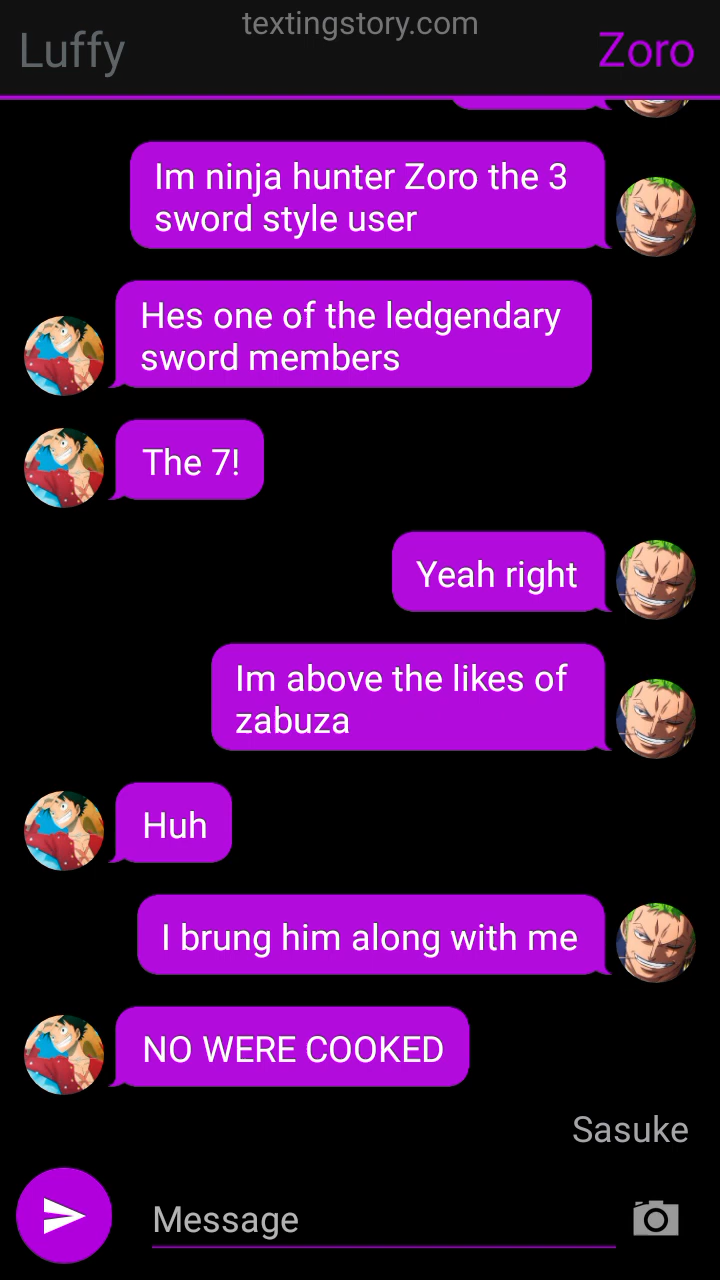 textingstory.com
Luffy
Zoro
Im ninja hunter Zoro the 3
sword style user
Hes one of the ledgendary
sword members
The 7!
Yeah right
Im above the likes of
zabuza
Huh
I brung him along with me
NO WERE COOKED
Sasuke
Message